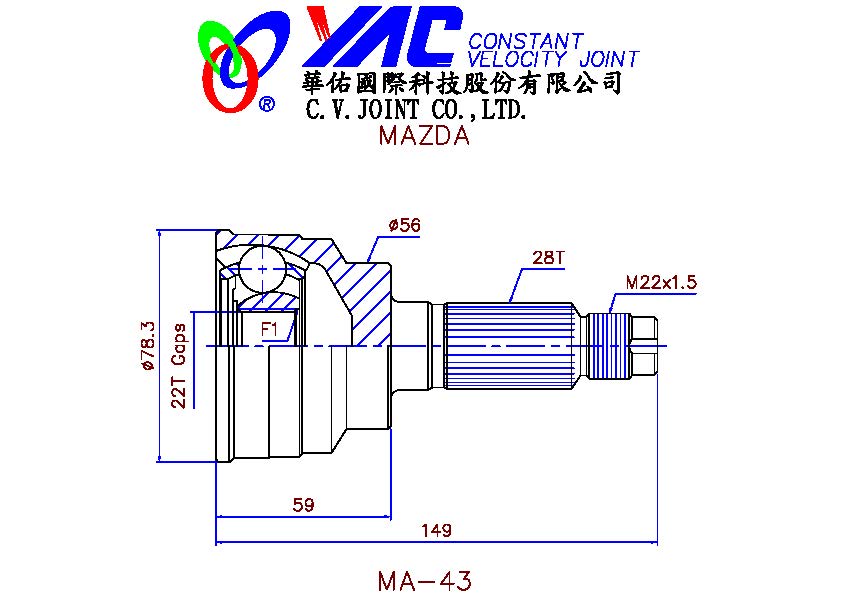 YAC CONSTANT
VELOCITY JOINT
®
華佑國際科技股份有限公司
C.V.JOINT CO.,LTD.
MAZDA
ø56
28T
M22x1.5
F1
ø78.3
22T Gaps
59
149
MA-43